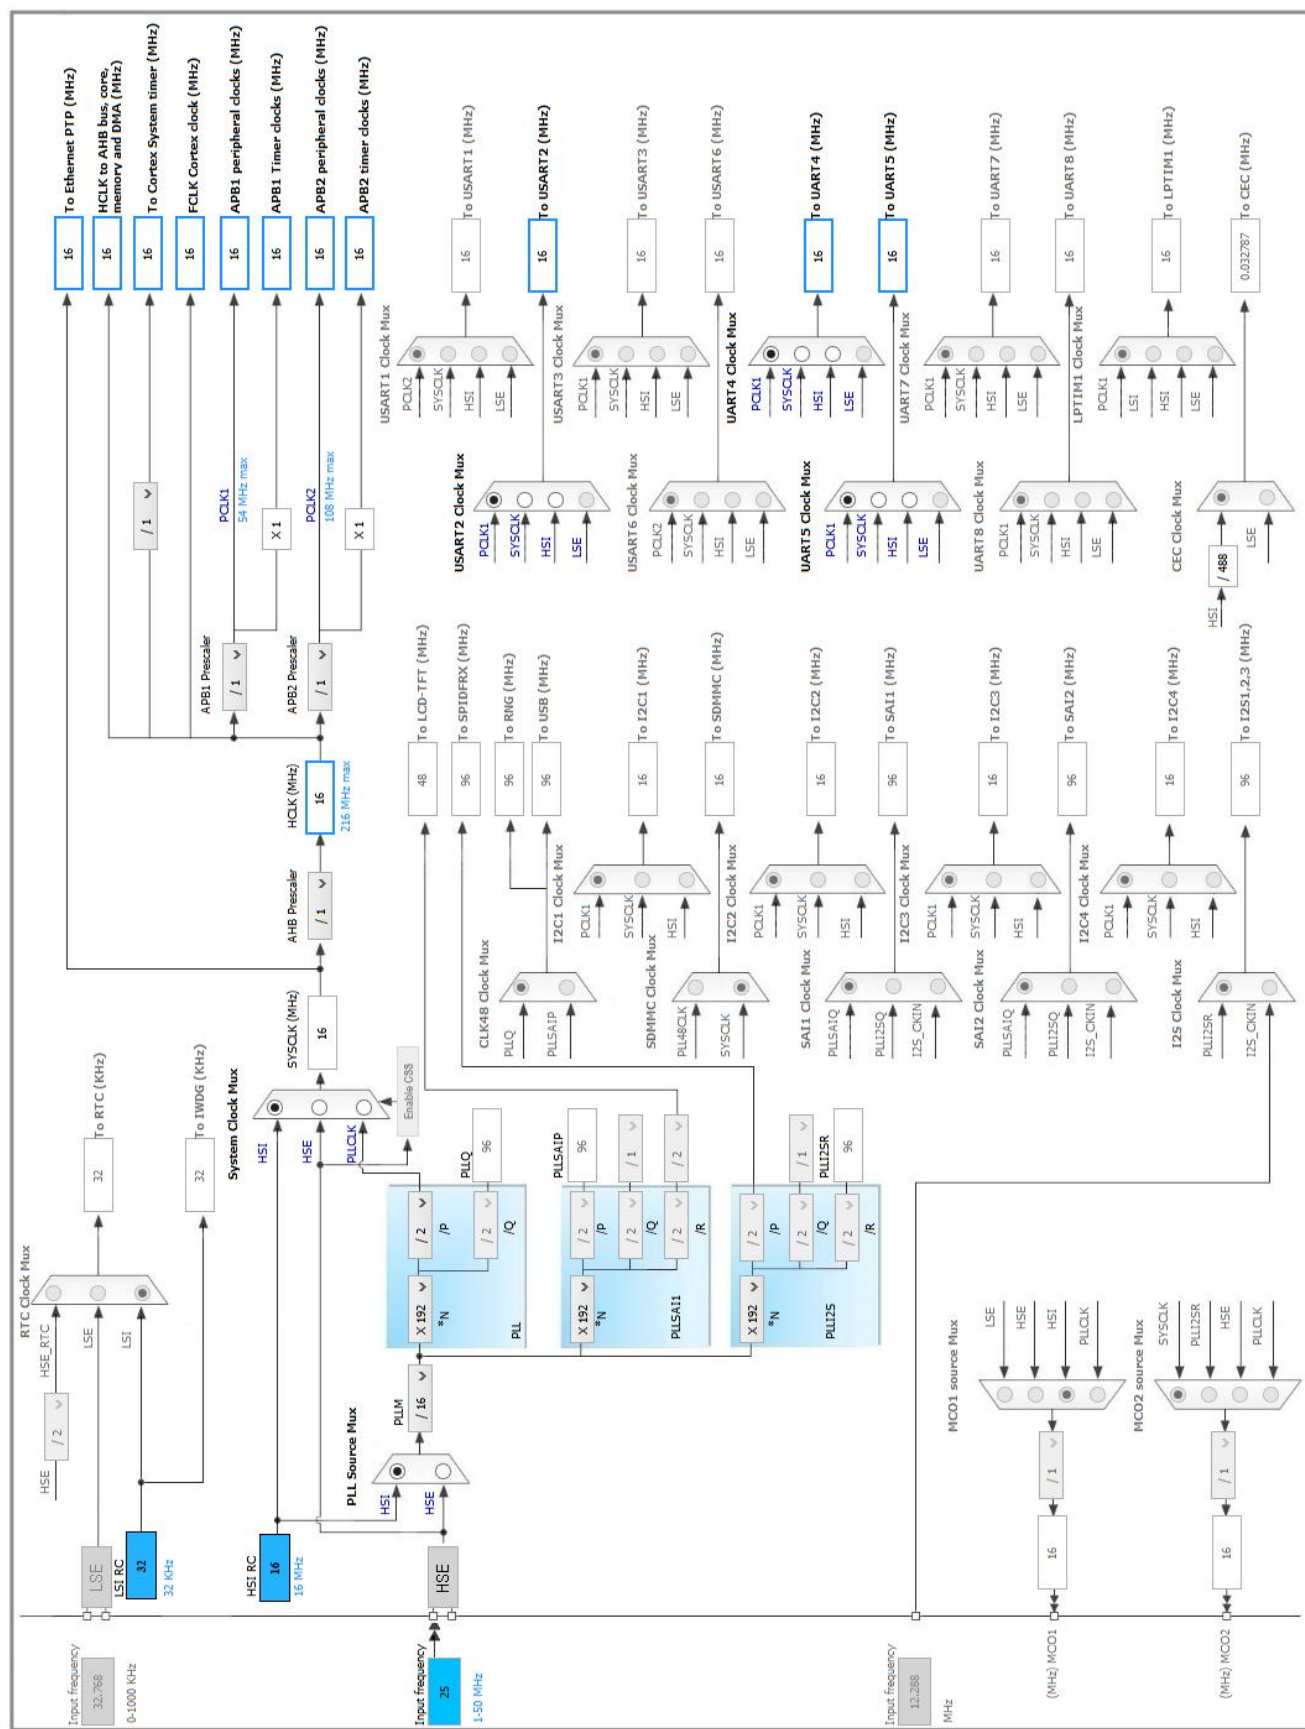 Input frequency
32.768
0-1000 KHz
LSE
LSI RC
32
32 KHz
HSE
/ 2
HSE_RTC
LSE
LSI
RTC Clock Mux
32
To RTC (KHz)
32
To IWDG (KHz)
HSI RC
16
16 MHz
Input frequency
25
1-50 MHz
HSE
PLL Source Mux
HSI
HSE
PLLM
/ 16
System Clock Mux
HSI
HSE
PLLCLK
Enable CSS
SYSCLK (MHz)
16
AHB Prescaler
/ 1
HCLK (MHz)
16
216 MHz max
APB1 Prescaler
/ 1
APB2 Prescaler
/ 1
/ 1
PCLK1
54 MHz max
X 1
PCLK2
108 MHz max
X 1
16
To Ethernet PTP (MHz)
16
HCLK to AHB bus, core,
memory and DMA (MHz)
16
To Cortex System timer (MHz)
16
FCLK Cortex clock (MHz)
16
APB1 peripheral clocks (MHz)
16
APB1 Timer clocks (MHz)
16
APB2 peripheral clocks (MHz)
16
APB2 timer clocks (MHz)
X 192
*N
PLL
/ 2
/P
/ 2
/Q
PLLQ
96
X 192
*N
PLLSAI1
/ 2
/P
/ 2
/Q
/ 2
/R
PLLSAIP
96
/ 1
/ 2
X 192
*N
PLLI2S
/ 2
/P
/ 2
/Q
/ 2
/R
/ 1
PLLI2SR
96
48
To LCD-TFT (MHz)
96
To SPIDFRX (MHz)
96
To RNG (MHz)
96
To USB (MHz)
CLK48 Clock Mux
PLLQ
PLLSAIP
I2C1 Clock Mux
PCLK1
SYSCLK
HSI
16
To I2C1 (MHz)
SDMMC Clock Mux
PLL48CLK
SYSCLK
16
To SDMMC (MHz)
I2C2 Clock Mux
PCLK1
SYSCLK
HSI
16
To I2C2 (MHz)
SAI1 Clock Mux
PLLSAIQ
PLLI2SQ
I2S_CKIN
96
To SAI1 (MHz)
I2C3 Clock Mux
PCLK1
SYSCLK
HSI
16
To I2C3 (MHz)
SAI2 Clock Mux
PLLSAIQ
PLLI2SQ
I2S_CKIN
96
To SAI2 (MHz)
I2C4 Clock Mux
PCLK1
SYSCLK
HSI
16
To I2C4 (MHz)
I2S Clock Mux
PLLI2SR
I2S_CKIN
96
To I2S1,2,3 (MHz)
USART1 Clock Mux
PCLK2
SYSCLK
HSI
LSE
16
To USART1 (MHz)
USART2 Clock Mux
PCLK1
SYSCLK
HSI
LSE
16
To USART2 (MHz)
USART3 Clock Mux
PCLK1
SYSCLK
HSI
LSE
16
To USART3 (MHz)
USART6 Clock Mux
PCLK2
SYSCLK
HSI
LSE
16
To USART6 (MHz)
UART4 Clock Mux
PCLK1
SYSCLK
HSI
LSE
16
To UART4 (MHz)
UART5 Clock Mux
PCLK1
SYSCLK
HSI
LSE
16
To UART5 (MHz)
UART7 Clock Mux
PCLK1
SYSCLK
HSI
LSE
16
To UART7 (MHz)
UART8 Clock Mux
PCLK1
SYSCLK
HSI
LSE
16
To UART8 (MHz)
LPTIM1 Clock Mux
PCLK1
LSI
HSI
LSE
16
To LPTIM1 (MHz)
CEC Clock Mux
HSI
/ 488
LSE
0.032787
To CEC (MHz)
Input frequency
12.288
MHz
MCO1 source Mux
LSE
HSE
HSI
PLLCLK
/ 1
16
(MHz) MCO1
MCO2 source Mux
SYSCLK
PLLI2SR
HSE
PLLCLK
/ 1
16
(MHz) MCO2